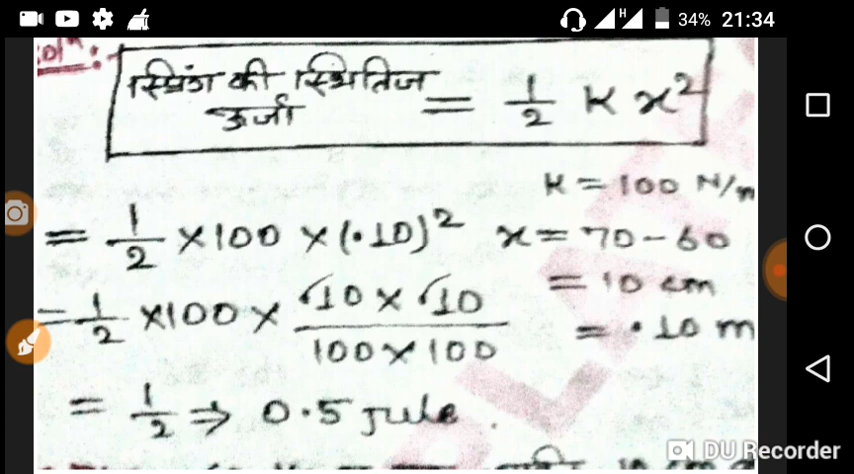 H 34% 21:34
Solⁿ:-
स्प्रिंग की स्थितिज
ऊर्जा = 1/2 K x²
K = 100 N/m
= 1/2 × 100 × (.10)² x = 70 - 60
= 10 cm
= 1/2 × 100 × 10 × 10 / 100 × 100
= .10 m
= 1/2 ⇒ 0.5 Jule.
DU Recorder